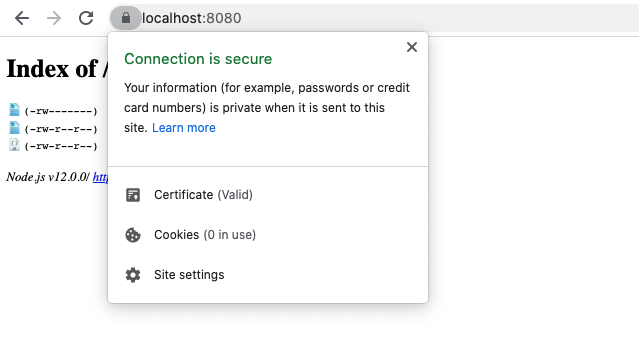 localhost:8080
Connection is secure
Index of /
Your information (for example, passwords or credit
card numbers) is private when it is sent to this
site. Learn more
(-rw-------)
(-rw-r--r--)
(-rw-r--r--)
Node.js v12.0.0/ http
Certificate (Valid)
Cookies (0 in use)
Site settings